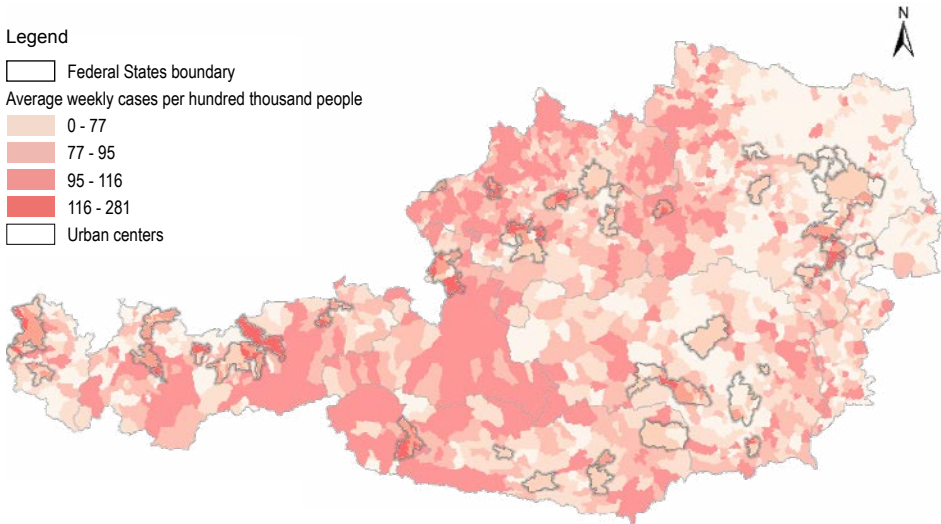 N
Legend
Federal States boundary
Average weekly cases per hundred thousand people
0 - 77
77 - 95
95 - 116
116 - 281
Urban centers